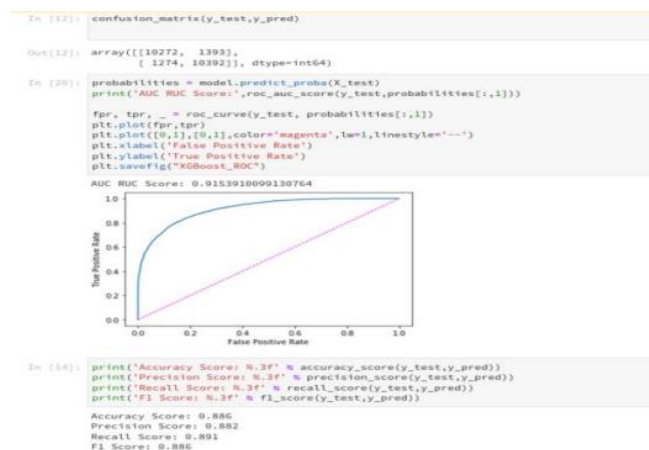 In [12]: confusion_matrix(y_test,y_pred)
Out[12]: array([[10272, 1393],
[ 1274, 10392]], dtype=int64)
In [20]: probabilities = model.predict_proba(X_test)
print('AUC RUC Score:',roc_auc_score(y_test,probabilities[:,1]))
fpr, tpr, _ = roc_curve(y_test, probabilities[:,1])
plt.plot(fpr,tpr)
plt.plot([0,1],[0,1],color='magenta',lw=1,linestyle='--')
plt.xlabel('False Positive Rate')
plt.ylabel('True Positive Rate')
plt.savefig("XGBoost_ROC")
AUC RUC Score: 0.9153910099130764
1.0
0.8
0.6
0.4
0.2
0.0
True Positive Rate
0.0 0.2 0.4 0.6 0.8 1.0
False Positive Rate
In [14]: print('Accuracy Score: %.3f' % accuracy_score(y_test,y_pred))
print('Precision Score: %.3f' % precision_score(y_test,y_pred))
print('Recall Score: %.3f' % recall_score(y_test,y_pred))
print('F1 Score: %.3f' % f1_score(y_test,y_pred))
Accuracy Score: 0.886
Precision Score: 0.882
Recall Score: 0.891
F1 Score: 0.886